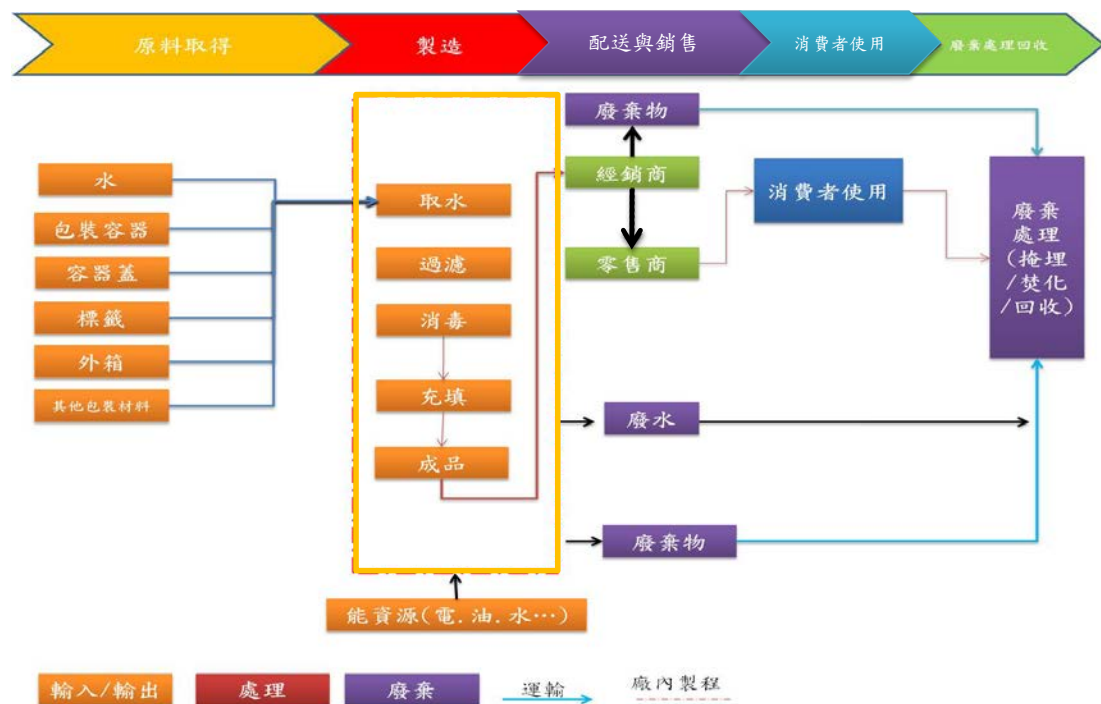 原料取得
製造
配送與銷售
消費者使用
廢棄處理回收
水
包裝容器
容器蓋
標籤
外箱
其他包裝材料
取水
過濾
消毒
充填
成品
能資源(電.油.水…)
廢棄物
經銷商
零售商
消費者使用
廢水
廢棄物
廢棄
處理
(掩埋
/焚化
/回收)
輸入/輸出
處理
廢棄
運輸
廠內製程